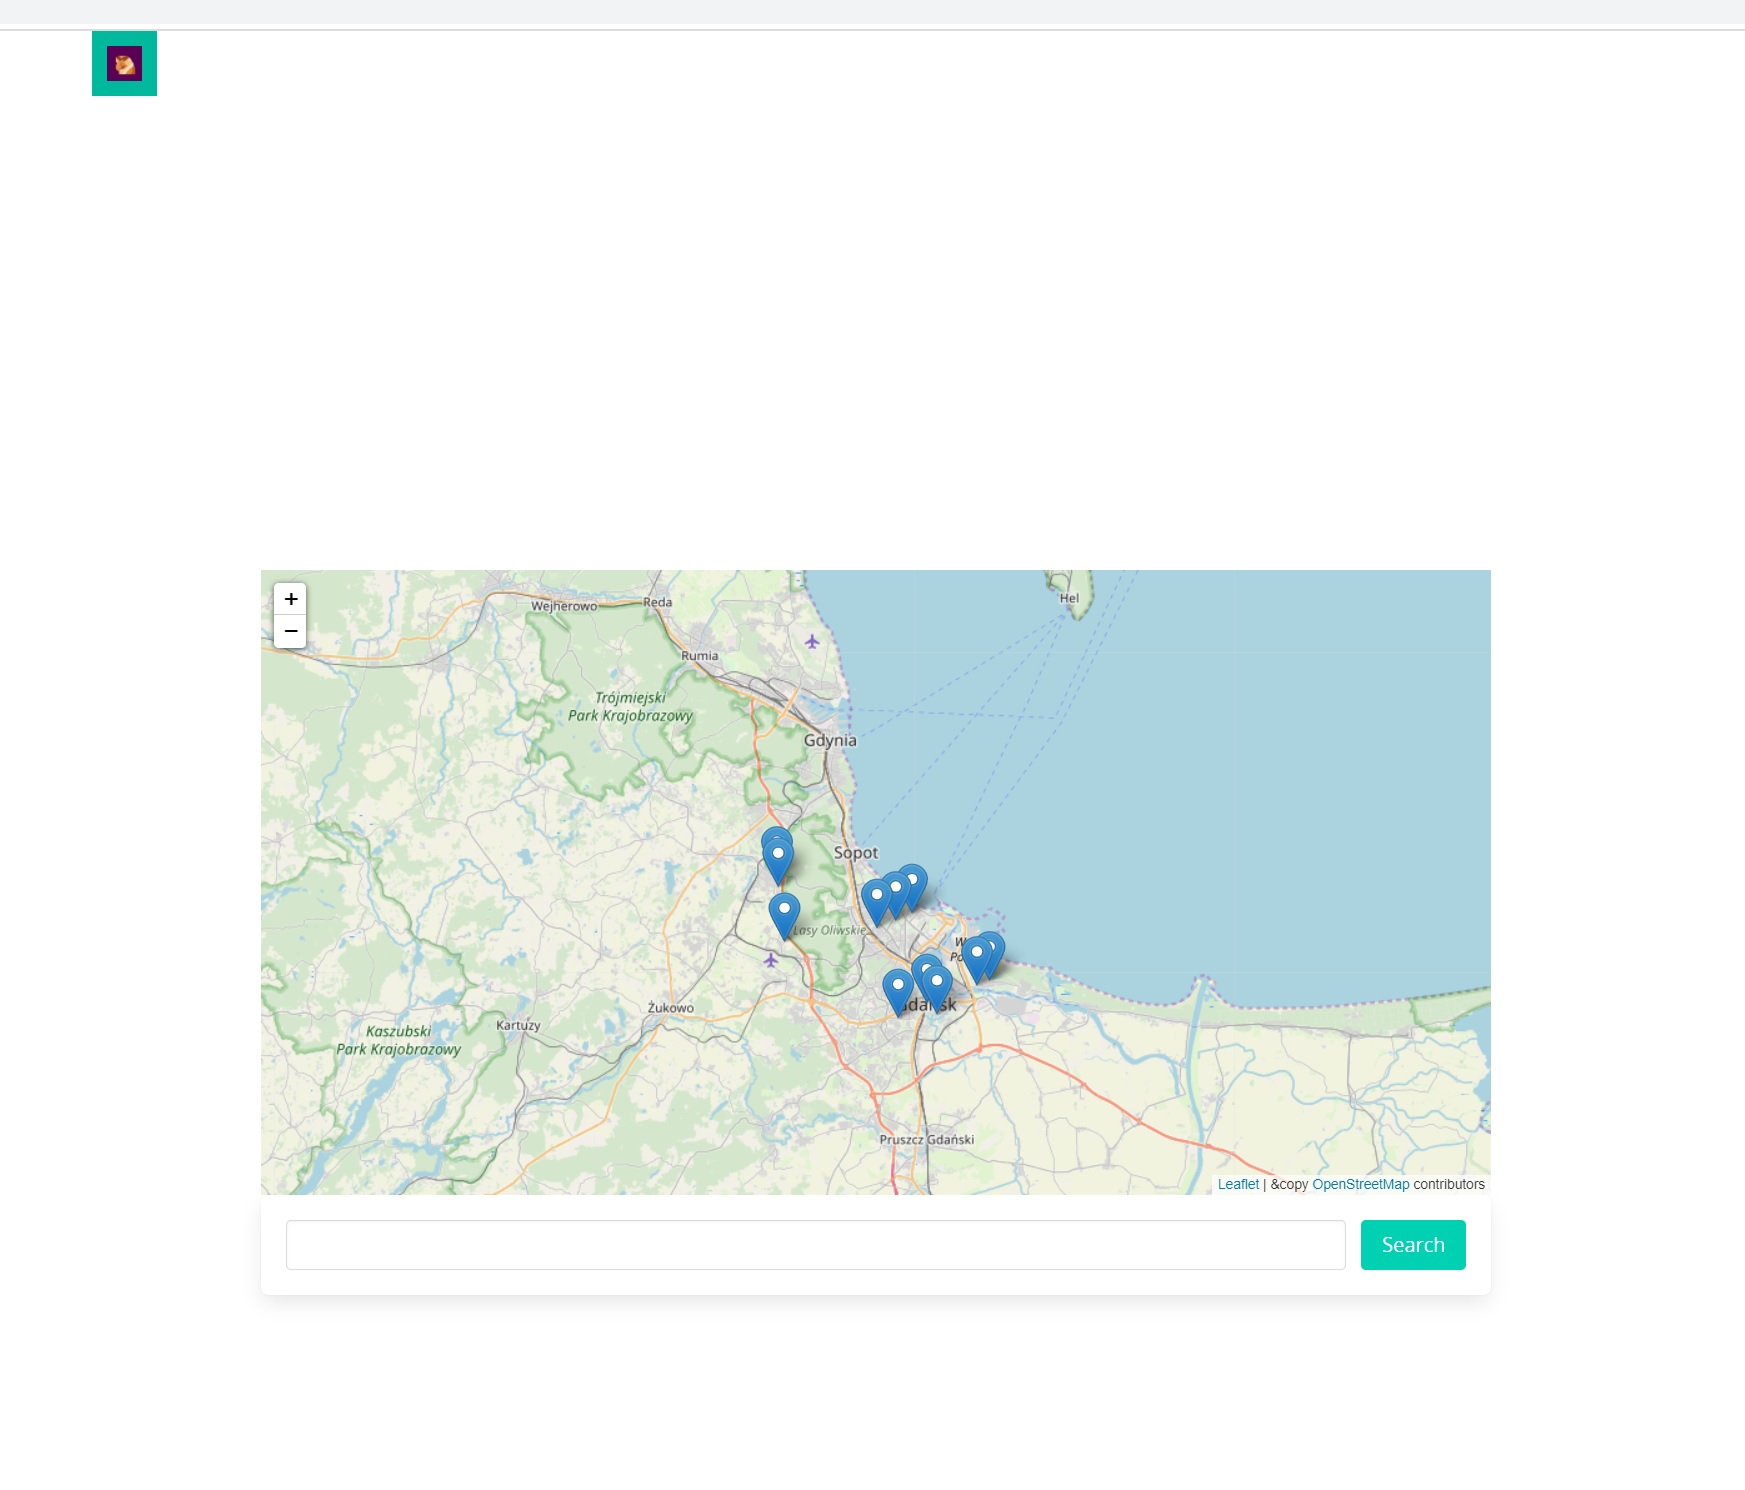 +
−
Hel
Wejherowo
Reda
Rumia
Trójmiejski
Park Krajobrazowy
Gdynia
Sopot
Lasy Oliwskie
Żukowo
Kartuzy
Kaszubski
Park Krajobrazowy
Pruszcz Gdański
Leaflet | &copy OpenStreetMap contributors
Search